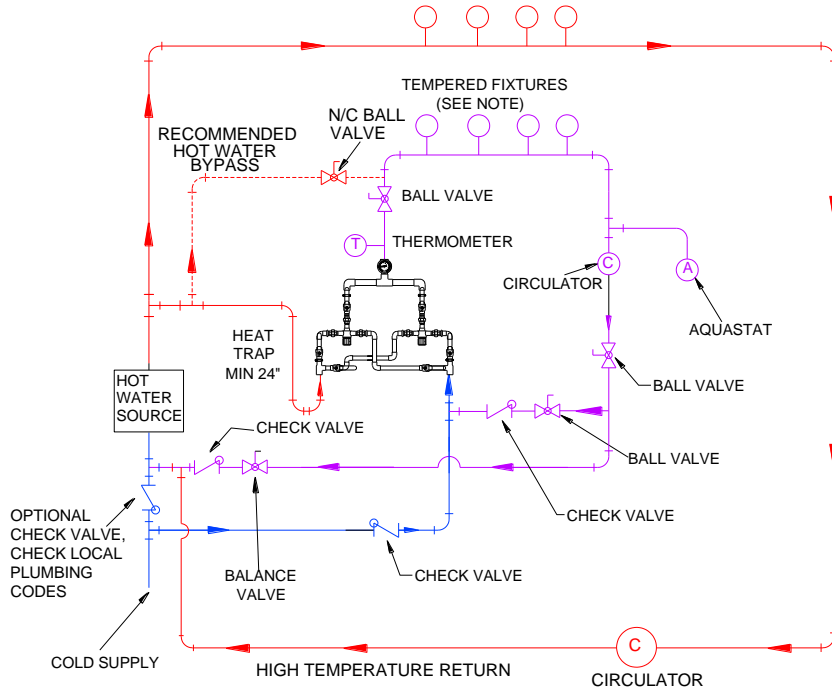 TEMPERED FIXTURES
(SEE NOTE)
N/C BALL
VALVE
RECOMMENDED
HOT WATER
BYPASS
BALL VALVE
T
THERMOMETER
C
CIRCULATOR
A
AQUASTAT
HEAT
TRAP
MIN 24"
HOT
WATER
SOURCE
BALL VALVE
CHECK VALVE
BALL VALVE
CHECK VALVE
OPTIONAL
CHECK VALVE,
CHECK LOCAL
PLUMBING
CODES
BALANCE
VALVE
CHECK VALVE
COLD SUPPLY
HIGH TEMPERATURE RETURN
C
CIRCULATOR